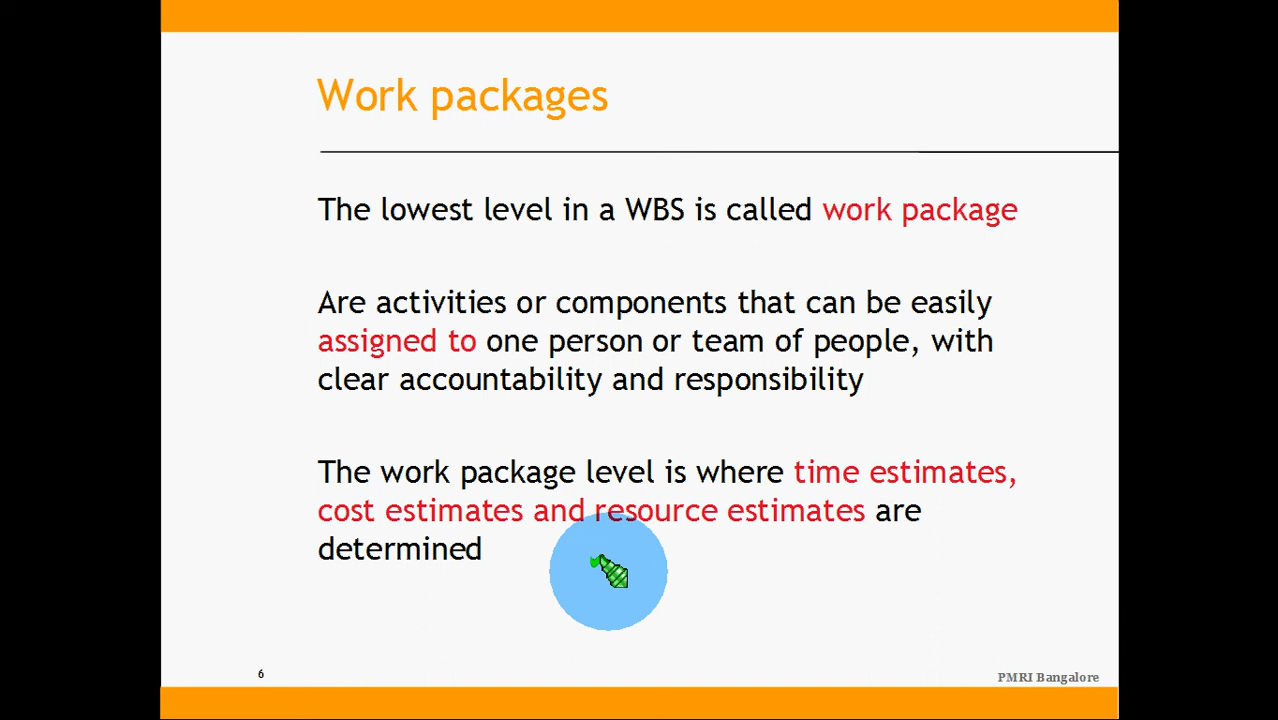 Work packages
The lowest level in a WBS is called work package
Are activities or components that can be easily
assigned to one person or team of people, with
clear accountability and responsibility
The work package level is where time estimates,
cost estimates and resource estimates are
determined
6
PMRI Bangalore